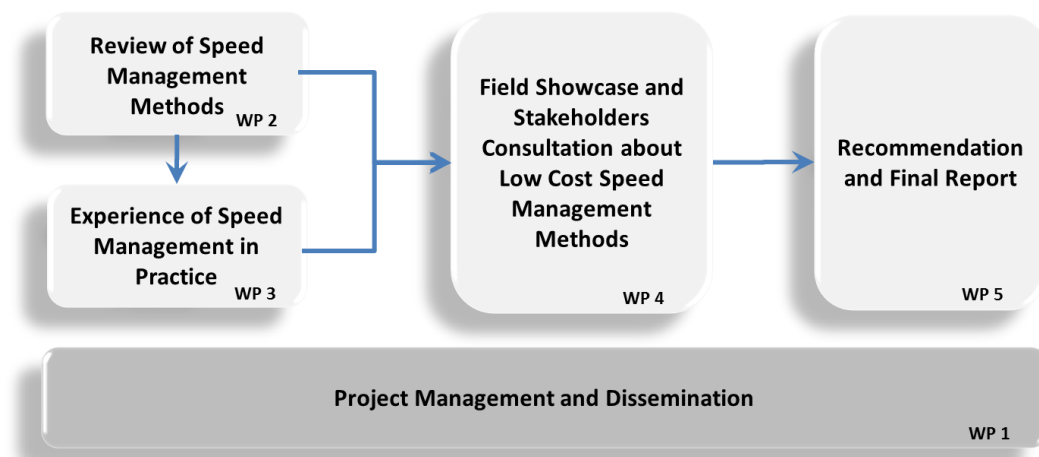 Review of Speed
Management
Methods
WP 2
Experience of Speed
Management in
Practice
WP 3
Field Showcase and
Stakeholders
Consultation about
Low Cost Speed
Management
Methods
WP 4
Recommendation
and Final Report
WP 5
Project Management and Dissemination
WP 1